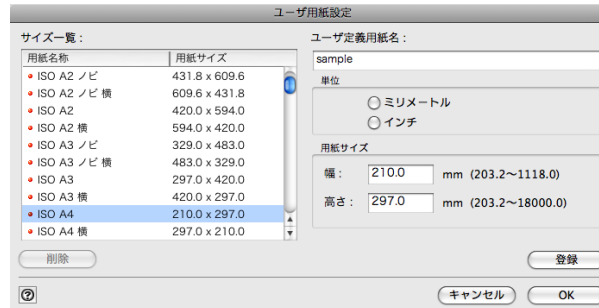 ユーザ用紙設定
サイズ一覧：
用紙名称 用紙サイズ
ISO A2 ノビ 431.8 x 609.6
ISO A2 ノビ 横 609.6 x 431.8
ISO A2 420.0 x 594.0
ISO A2 横 594.0 x 420.0
ISO A3 ノビ 329.0 x 483.0
ISO A3 ノビ 横 483.0 x 329.0
ISO A3 297.0 x 420.0
ISO A3 横 420.0 x 297.0
ISO A4 210.0 x 297.0
ISO A4 横 297.0 x 210.0
削除
ユーザ定義用紙名：
sample
単位
ミリメートル
インチ
用紙サイズ
幅： 210.0 mm (203.2〜1118.0)
高さ： 297.0 mm (203.2〜18000.0)
登録
? キャンセル OK